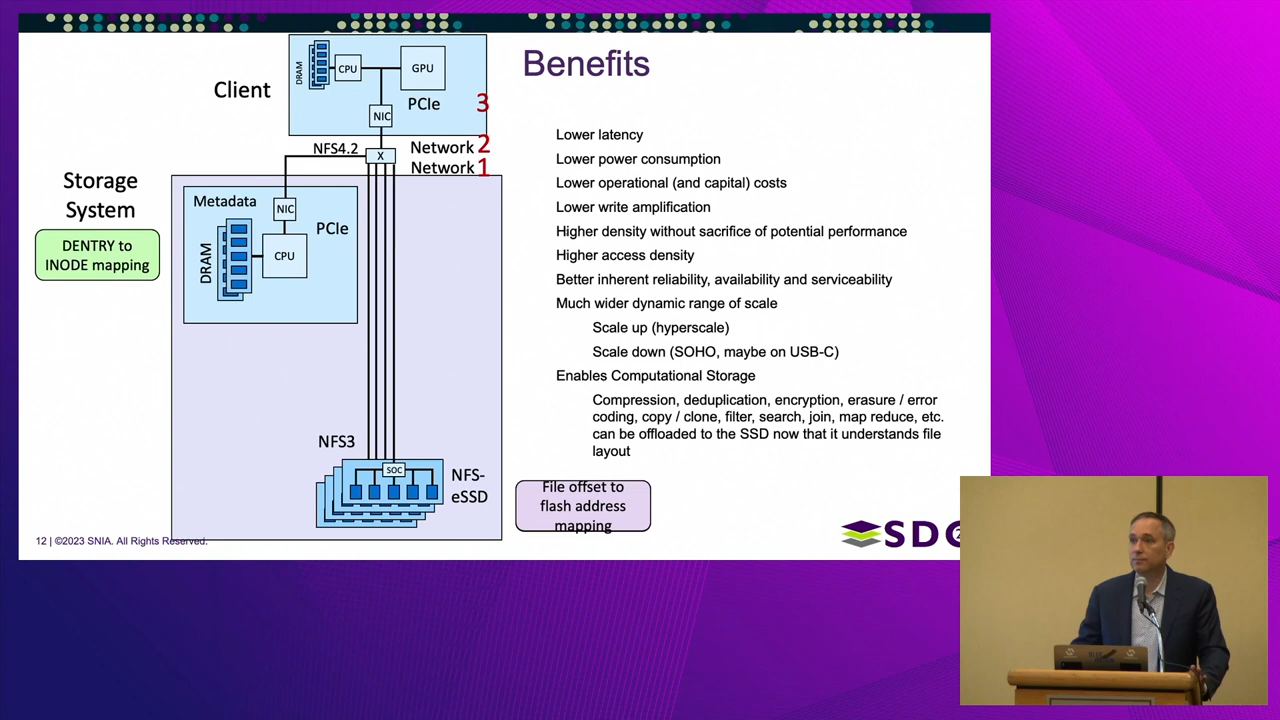 Client
DRAM
CPU
GPU
PCIe
3
NIC
NFS4.2
X
Network 2
Network 1
Storage
System
DENTRY to
INODE mapping
Metadata
NIC
PCIe
DRAM
CPU
NFS3
SOC
NFS-
eSSD
File offset to
flash address
mapping
Benefits
Lower latency
Lower power consumption
Lower operational (and capital) costs
Lower write amplification
Higher density without sacrifice of potential performance
Higher access density
Better inherent reliability, availability and serviceability
Much wider dynamic range of scale
Scale up (hyperscale)
Scale down (SOHO, maybe on USB-C)
Enables Computational Storage
Compression, deduplication, encryption, erasure / error
coding, copy / clone, filter, search, join, map reduce, etc.
can be offloaded to the SSD now that it understands file
layout
12 | ©2023 SNIA. All Rights Reserved.
SDC